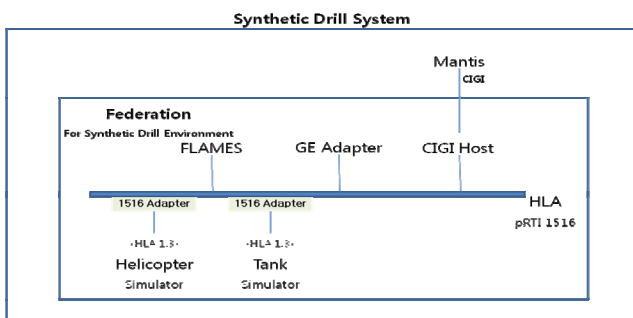 Synthetic Drill System
Mantis
CIGI
Federation
For Synthetic Drill Environment
FLAMES
GE Adapter
CIGI Host
1516 Adapter
1516 Adapter
HLA
pRTI 1516
-HLA 1.3-
-HLA 1.3-
Helicopter
Simulator
Tank
Simulator